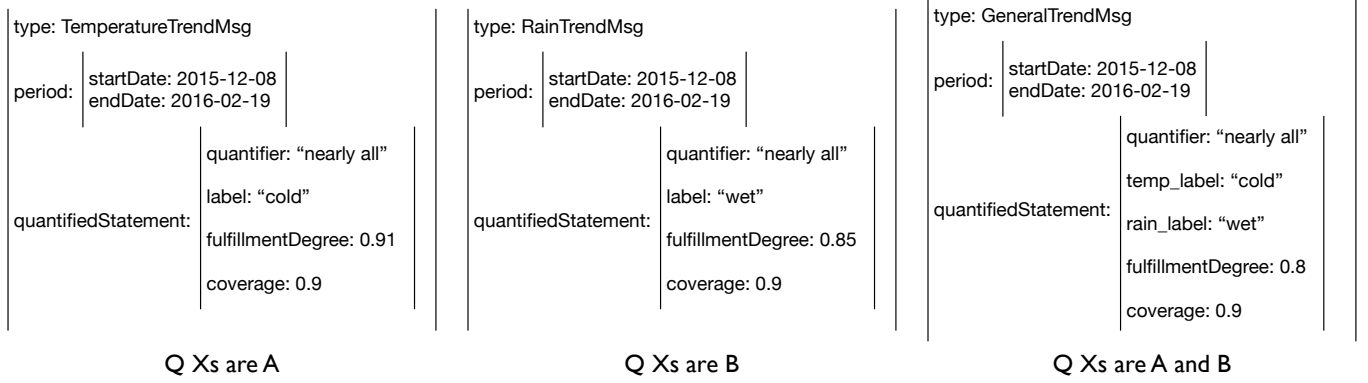 type: TemperatureTrendMsg
period:
startDate: 2015-12-08
endDate: 2016-02-19
quantifiedStatement:
quantifier: “nearly all”
label: “cold”
fulfillmentDegree: 0.91
coverage: 0.9
Q Xs are A
type: RainTrendMsg
period:
startDate: 2015-12-08
endDate: 2016-02-19
quantifiedStatement:
quantifier: “nearly all”
label: “wet”
fulfillmentDegree: 0.85
coverage: 0.9
Q Xs are B
type: GeneralTrendMsg
period:
startDate: 2015-12-08
endDate: 2016-02-19
quantifiedStatement:
quantifier: “nearly all”
temp_label: “cold”
rain_label: “wet”
fulfillmentDegree: 0.8
coverage: 0.9
Q Xs are A and B